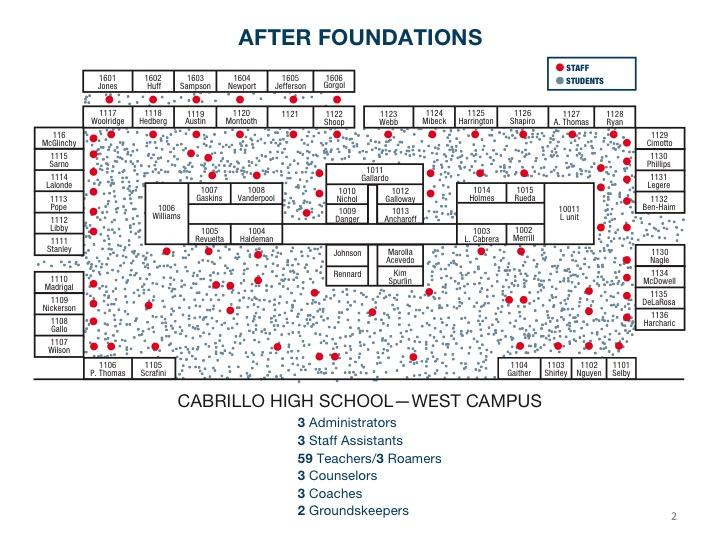 AFTER FOUNDATIONS
STAFF
STUDENTS
1601 Jones
1602 Huff
1603 Sampson
1604 Newport
1605 Jefferson
1606 Gorgol
1117 Woolridge
1118 Hedberg
1119 Austin
1120 Montooth
1121
1122 Shoop
1123 Webb
1124 Mibeck
1125 Harrington
1126 Shapiro
1127 A. Thomas
1128 Ryan
116 McGlinchy
1115 Sarno
1114 Lalonde
1113 Pope
1112 Libby
1111 Stanley
1110 Madrigal
1109 Nickerson
1108 Gallo
1107 Wilson
1006 Williams
1007 Gaskins
1008 Vanderpool
1005 Revuelta
1004 Haldeman
1011 Gallardo
1010 Nichol
1012 Galloway
1009 Danger
1013 Ancharoff
Johnson
Marolla Acevedo
Rennard
Kim Spurlin
1014 Holmes
1015 Rueda
1003 L. Cabrera
1002 Merrill
10011 L unit
1129 Cimotto
1130 Phillips
1131 Legere
1132 Ben-Haim
1130 Nagle
1134 McDowell
1135 DeLaRosa
1136 Harcharic
1106 P. Thomas
1105 Scrafini
1104 Gaither
1103 Shirley
1102 Nguyen
1101 Selby
CABRILLO HIGH SCHOOL—WEST CAMPUS
3 Administrators
3 Staff Assistants
59 Teachers/3 Roamers
3 Counselors
3 Coaches
2 Groundskeepers
2